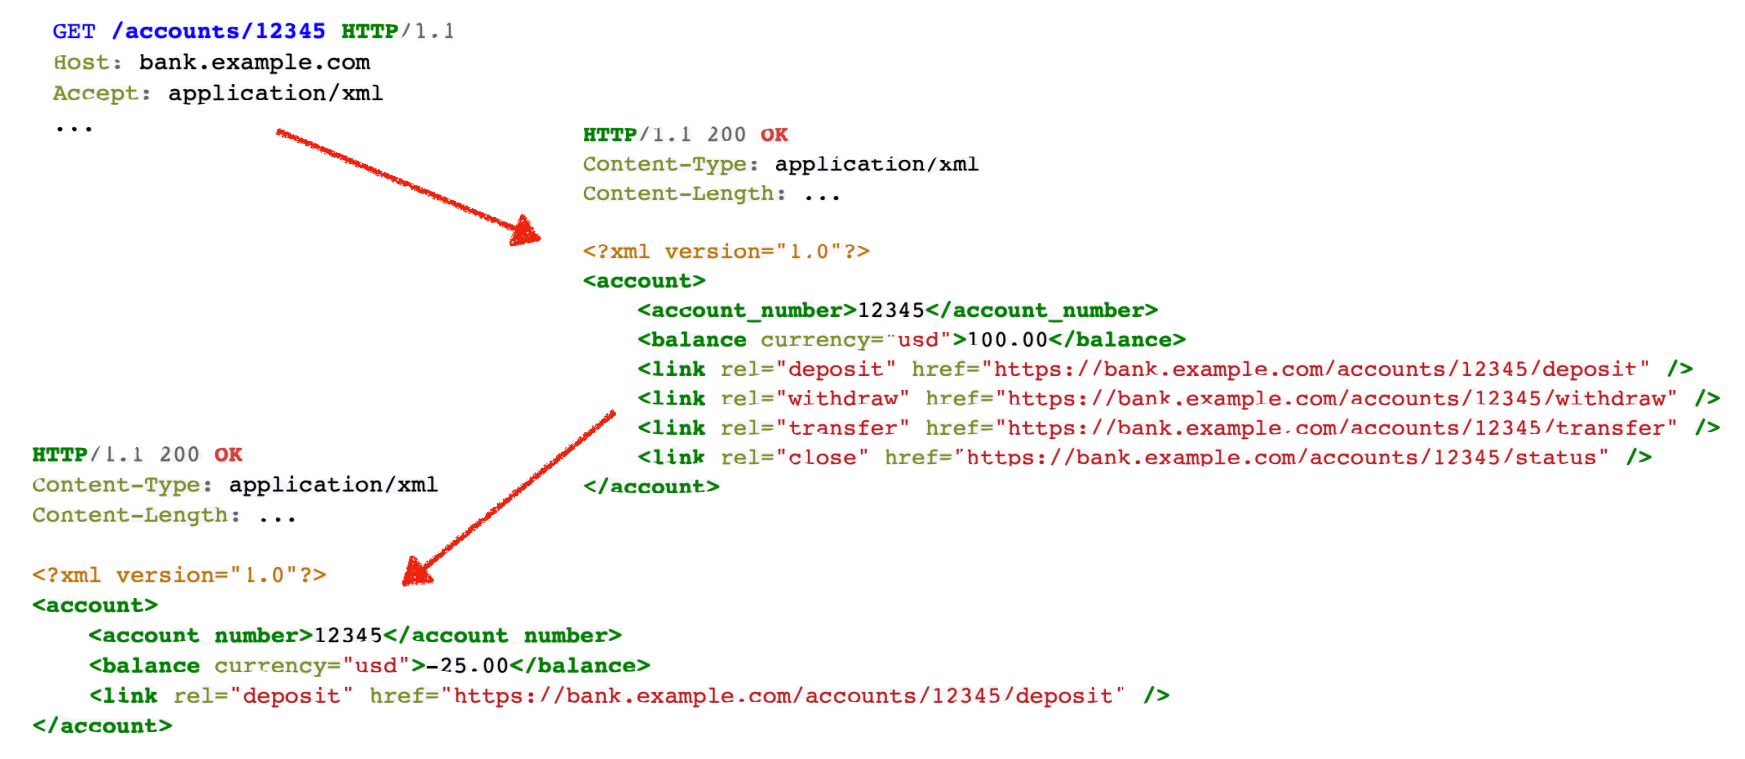 GET /accounts/12345 HTTP/1.1
Host: bank.example.com
Accept: application/xml
...
HTTP/1.1 200 OK
Content-Type: application/xml
Content-Length: ...
<?xml version="1.0"?>
<account>
<account_number>12345</account_number>
<balance currency="usd">100.00</balance>
<link rel="deposit" href="https://bank.example.com/accounts/12345/deposit" />
<link rel="withdraw" href="https://bank.example.com/accounts/12345/withdraw" />
<link rel="transfer" href="https://bank.example.com/accounts/12345/transfer" />
<link rel="close" href="https://bank.example.com/accounts/12345/status" />
</account>
HTTP/1.1 200 OK
Content-Type: application/xml
Content-Length: ...
<?xml version="1.0"?>
<account>
<account number>12345</account number>
<balance currency="usd">-25.00</balance>
<link rel="deposit" href="https://bank.example.com/accounts/12345/deposit" />
</account>